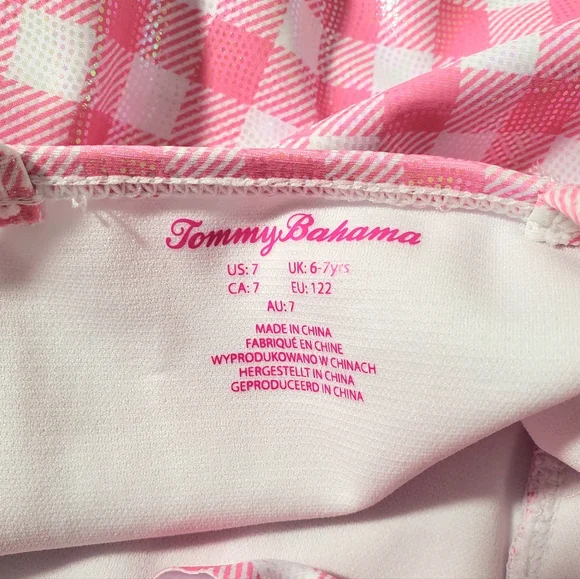 Tommy Bahama
US: 7 UK: 6-7yrs
CA: 7 EU: 122
AU: 7
MADE IN CHINA
FABRIQUÉ EN CHINE
WYPRODUKOWANO W CHINACH
HERGESTELLT IN CHINA
GEPRODUCEERD IN CHINA